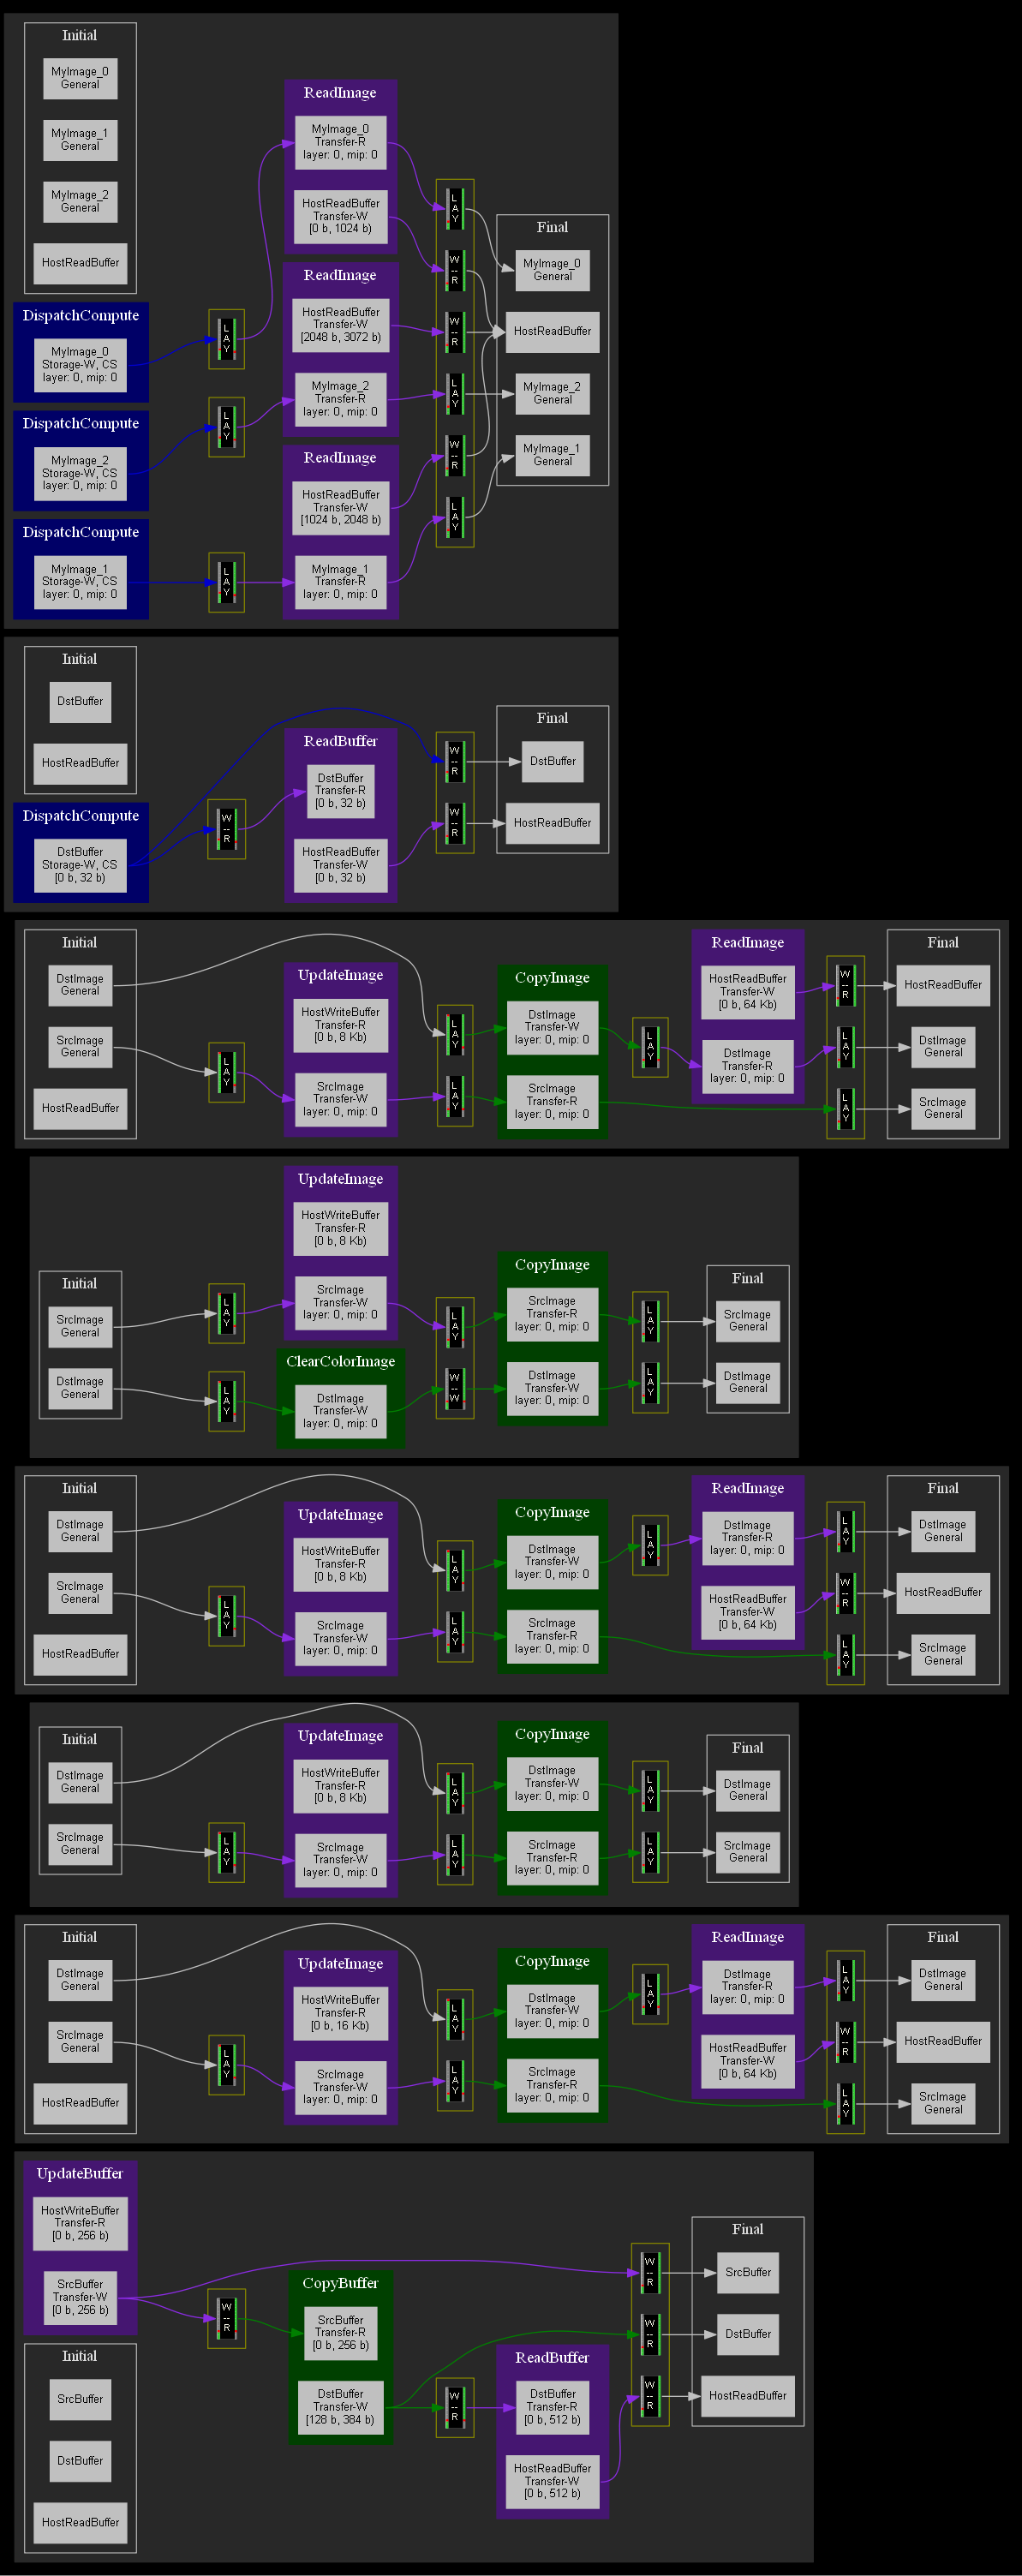 Initial
MyImage_0
General
MyImage_1
General
MyImage_2
General
HostReadBuffer
DispatchCompute
MyImage_0
Storage-W, CS
layer: 0, mip: 0
DispatchCompute
MyImage_2
Storage-W, CS
layer: 0, mip: 0
DispatchCompute
MyImage_1
Storage-W, CS
layer: 0, mip: 0
L
A
Y
L
A
Y
L
A
Y
ReadImage
MyImage_0
Transfer-R
layer: 0, mip: 0
HostReadBuffer
Transfer-W
[0 b, 1024 b)
ReadImage
HostReadBuffer
Transfer-W
[2048 b, 3072 b)
MyImage_2
Transfer-R
layer: 0, mip: 0
ReadImage
HostReadBuffer
Transfer-W
[1024 b, 2048 b)
MyImage_1
Transfer-R
layer: 0, mip: 0
L
A
Y
W
--
R
W
--
R
L
A
Y
W
--
R
L
A
Y
Final
MyImage_0
General
HostReadBuffer
MyImage_2
General
MyImage_1
General
Initial
DstBuffer
HostReadBuffer
DispatchCompute
DstBuffer
Storage-W, CS
[0 b, 32 b)
W
--
R
ReadBuffer
DstBuffer
Transfer-R
[0 b, 32 b)
HostReadBuffer
Transfer-W
[0 b, 32 b)
W
--
R
W
--
R
Final
DstBuffer
HostReadBuffer
Initial
DstImage
General
SrcImage
General
HostReadBuffer
L
A
Y
UpdateImage
HostWriteBuffer
Transfer-R
[0 b, 8 Kb)
SrcImage
Transfer-W
layer: 0, mip: 0
L
A
Y
L
A
Y
CopyImage
DstImage
Transfer-W
layer: 0, mip: 0
SrcImage
Transfer-R
layer: 0, mip: 0
L
A
Y
ReadImage
HostReadBuffer
Transfer-W
[0 b, 64 Kb)
DstImage
Transfer-R
layer: 0, mip: 0
W
--
R
L
A
Y
L
A
Y
Final
HostReadBuffer
DstImage
General
SrcImage
General
Initial
SrcImage
General
DstImage
General
L
A
Y
L
A
Y
UpdateImage
HostWriteBuffer
Transfer-R
[0 b, 8 Kb)
SrcImage
Transfer-W
layer: 0, mip: 0
ClearColorImage
DstImage
Transfer-W
layer: 0, mip: 0
L
A
Y
W
--
W
CopyImage
SrcImage
Transfer-R
layer: 0, mip: 0
DstImage
Transfer-W
layer: 0, mip: 0
L
A
Y
L
A
Y
Final
SrcImage
General
DstImage
General
Initial
DstImage
General
SrcImage
General
HostReadBuffer
L
A
Y
UpdateImage
HostWriteBuffer
Transfer-R
[0 b, 8 Kb)
SrcImage
Transfer-W
layer: 0, mip: 0
L
A
Y
L
A
Y
CopyImage
DstImage
Transfer-W
layer: 0, mip: 0
SrcImage
Transfer-R
layer: 0, mip: 0
L
A
Y
ReadImage
DstImage
Transfer-R
layer: 0, mip: 0
HostReadBuffer
Transfer-W
[0 b, 64 Kb)
L
A
Y
W
--
R
L
A
Y
Final
DstImage
General
HostReadBuffer
SrcImage
General
Initial
DstImage
General
SrcImage
General
L
A
Y
UpdateImage
HostWriteBuffer
Transfer-R
[0 b, 8 Kb)
SrcImage
Transfer-W
layer: 0, mip: 0
L
A
Y
L
A
Y
CopyImage
DstImage
Transfer-W
layer: 0, mip: 0
SrcImage
Transfer-R
layer: 0, mip: 0
L
A
Y
L
A
Y
Final
DstImage
General
SrcImage
General
Initial
DstImage
General
SrcImage
General
HostReadBuffer
L
A
Y
UpdateImage
HostWriteBuffer
Transfer-R
[0 b, 16 Kb)
SrcImage
Transfer-W
layer: 0, mip: 0
L
A
Y
L
A
Y
CopyImage
DstImage
Transfer-W
layer: 0, mip: 0
SrcImage
Transfer-R
layer: 0, mip: 0
L
A
Y
ReadImage
DstImage
Transfer-R
layer: 0, mip: 0
HostReadBuffer
Transfer-W
[0 b, 64 Kb)
L
A
Y
W
--
R
L
A
Y
Final
DstImage
General
HostReadBuffer
SrcImage
General
UpdateBuffer
HostWriteBuffer
Transfer-R
[0 b, 256 b)
SrcBuffer
Transfer-W
[0 b, 256 b)
Initial
SrcBuffer
DstBuffer
HostReadBuffer
W
--
R
CopyBuffer
SrcBuffer
Transfer-R
[0 b, 256 b)
DstBuffer
Transfer-W
[128 b, 384 b)
W
--
R
ReadBuffer
DstBuffer
Transfer-R
[0 b, 512 b)
HostReadBuffer
Transfer-W
[0 b, 512 b)
W
--
R
W
--
R
W
--
R
Final
SrcBuffer
DstBuffer
HostReadBuffer